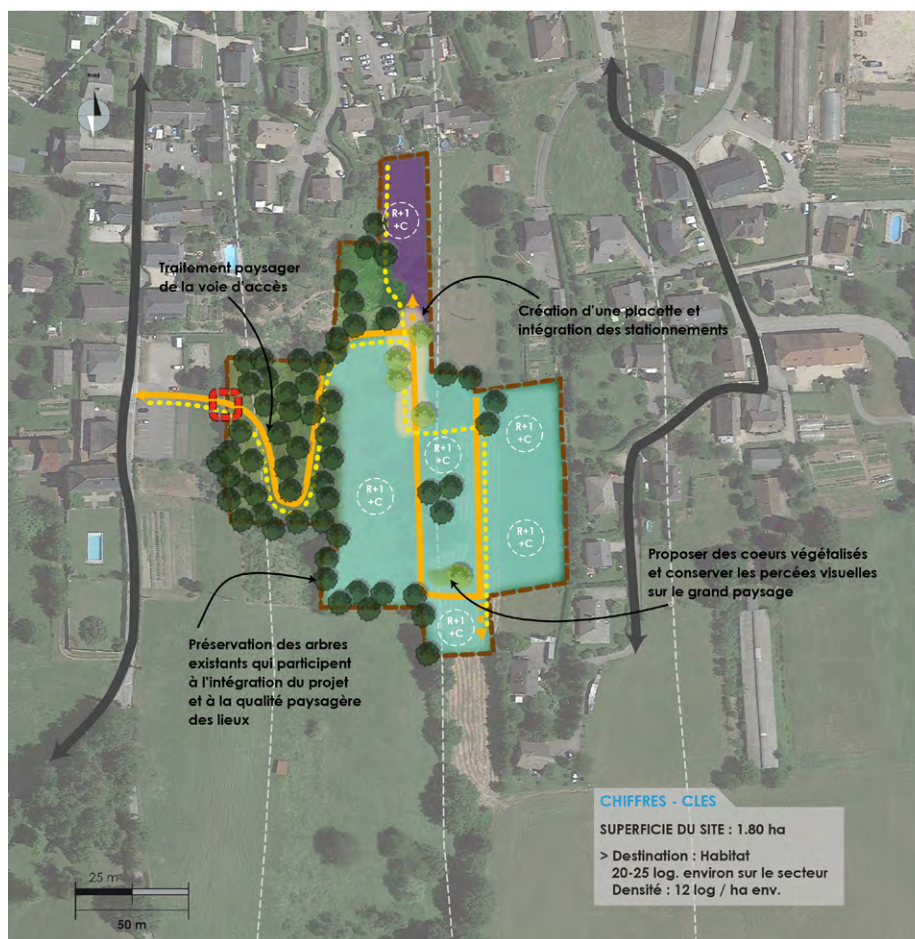 R+1
+C
Traitement paysager
de la voie d'accès
Création d'une placette et
intégration des stationnements
R+1
+C
R+1
+C
R+1
+C
R+1
+C
Proposer des coeurs végétalisés
et conserver les percées visuelles
sur le grand paysage
R+1
+C
Préservation des arbres
existants qui participent
à l'intégration du projet
et à la qualité paysagère
des lieux
CHIFFRES - CLES
SUPERFICIE DU SITE : 1.80 ha
> Destination : Habitat
20-25 log. environ sur le secteur
Densité : 12 log / ha env.
25 m
50 m